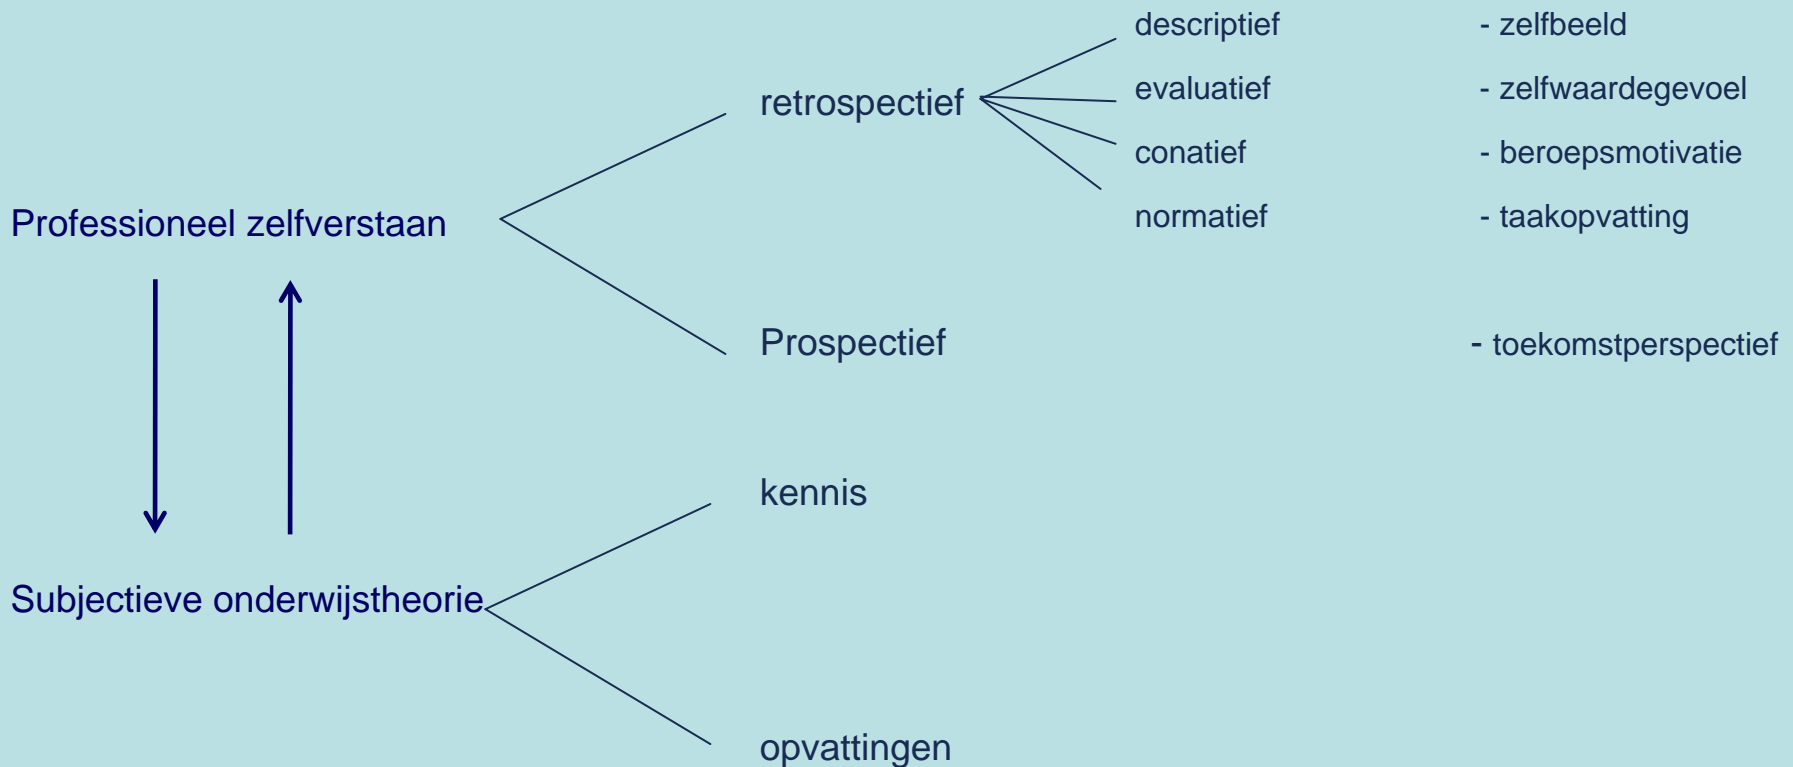 descriptief - zelfbeeld
retrospectief evaluatief - zelfwaardegevoel
conatief - beroepsmotivatie
Professioneel zelfverstaan normatief - taakopvatting
Prospectief - toekomstperspectief
kennis
Subjectieve onderwijstheorie
opvattingen